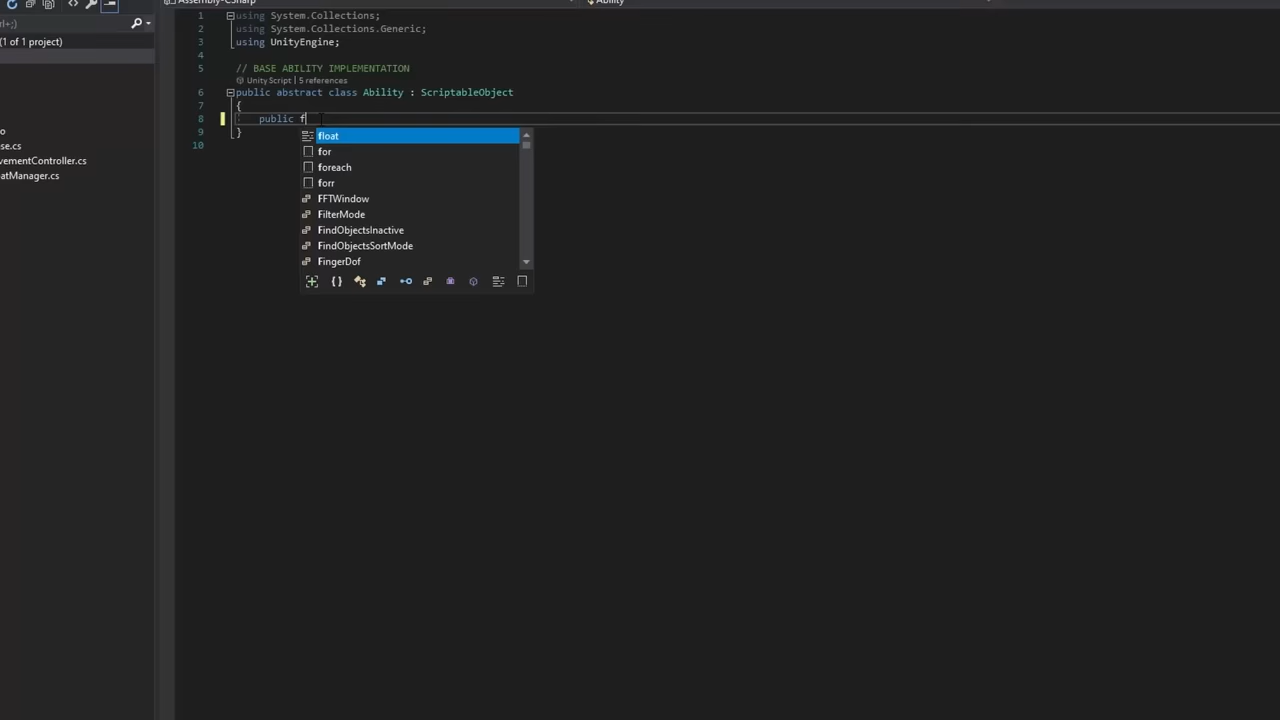 Assembly-CSharp
Ability
rl+;)
(1 of 1 project)
o
se.cs
vementController.cs
atManager.cs
1 using System.Collections;
2 using System.Collections.Generic;
3 using UnityEngine;
4
5 // BASE ABILITY IMPLEMENTATION
Unity Script | 5 references
6 public abstract class Ability : ScriptableObject
7 {
8 public f
9 }
10
float
for
foreach
forr
FFTWindow
FilterMode
FindObjectsInactive
FindObjectsSortMode
FingerDof